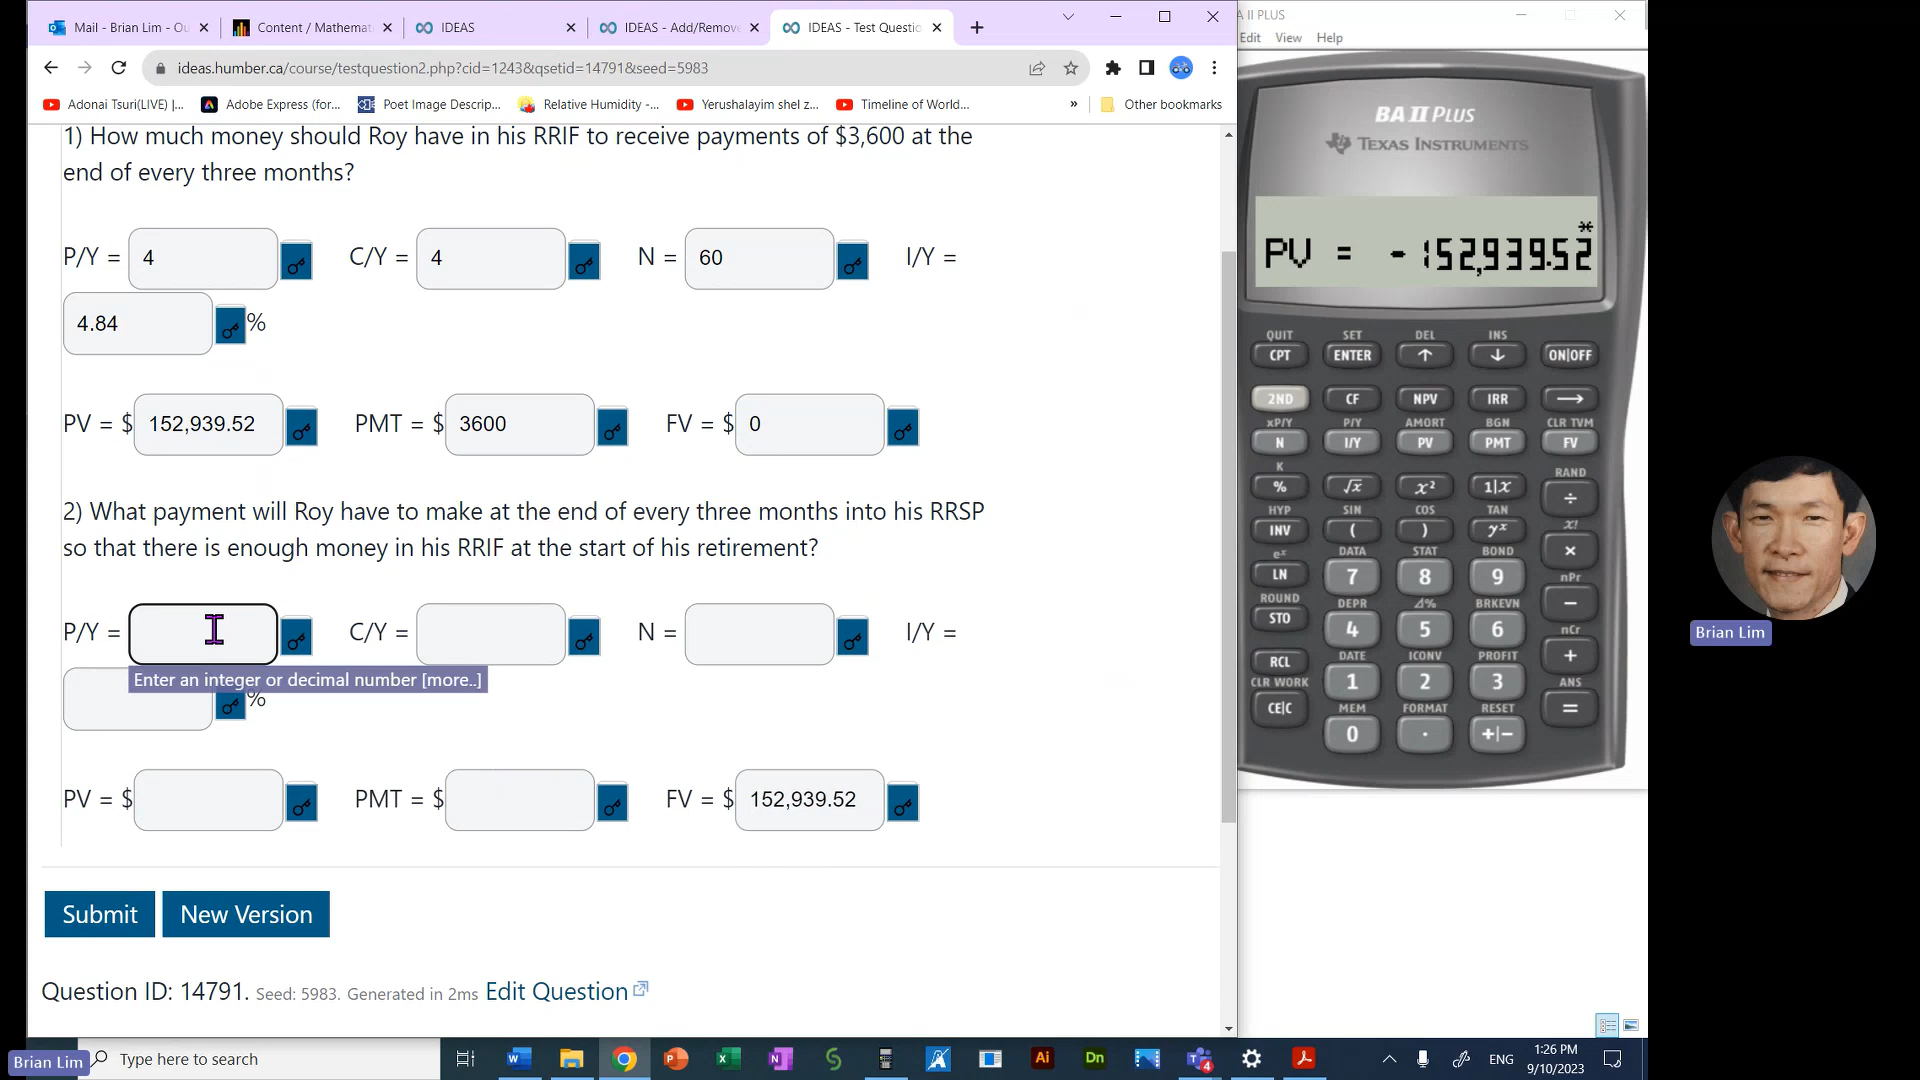 Mail - Brian Lim - Ou
Content / Mathemat
IDEAS
IDEAS - Add/Remove
IDEAS - Test Questio
ideas.humber.ca/course/testquestion2.php?cid=1243&qsetid=14791&seed=5983
Adonai Tsuri(LIVE) |...
Adobe Express (for...
Poet Image Descrip...
Relative Humidity -...
Yerushalayim shel z...
Timeline of World...
»
Other bookmarks
1) How much money should Roy have in his RRIF to receive payments of $3,600 at the
end of every three months?
P/Y = 4 C/Y = 4 N = 60 I/Y =
4.84 %
PV = $ 152,939.52 PMT = $ 3600 FV = $ 0
2) What payment will Roy have to make at the end of every three months into his RRSP
so that there is enough money in his RRIF at the start of his retirement?
P/Y = C/Y = N = I/Y =
Enter an integer or decimal number [more..]
%
PV = $ PMT = $ FV = $ 152,939.52
Submit New Version
Question ID: 14791. Seed: 5983. Generated in 2ms Edit Question
A II PLUS
Edit View Help
BA II PLUS
TEXAS INSTRUMENTS
*
PV = -152,939.52
QUIT SET DEL INS
CPT ENTER ↑ ↓ ON|OFF
2ND CF NPV IRR →
xP/Y P/Y AMORT BGN CLR TVM
N I/Y PV PMT FV
K RAND
% √x x² 1|x ÷
HYP SIN COS TAN x!
INV ( ) yˣ ×
eˣ DATA STAT BOND nPr
LN 7 8 9 −
ROUND DEPR Δ% BRKEVN nCr
STO 4 5 6 +
DATE ICONV PROFIT
RCL
CLR WORK 1 2 3 ANS
CE|C MEM FORMAT RESET =
0 . +|−
Brian Lim
Brian Lim
Type here to search
4
ENG
1:26 PM
9/10/2023